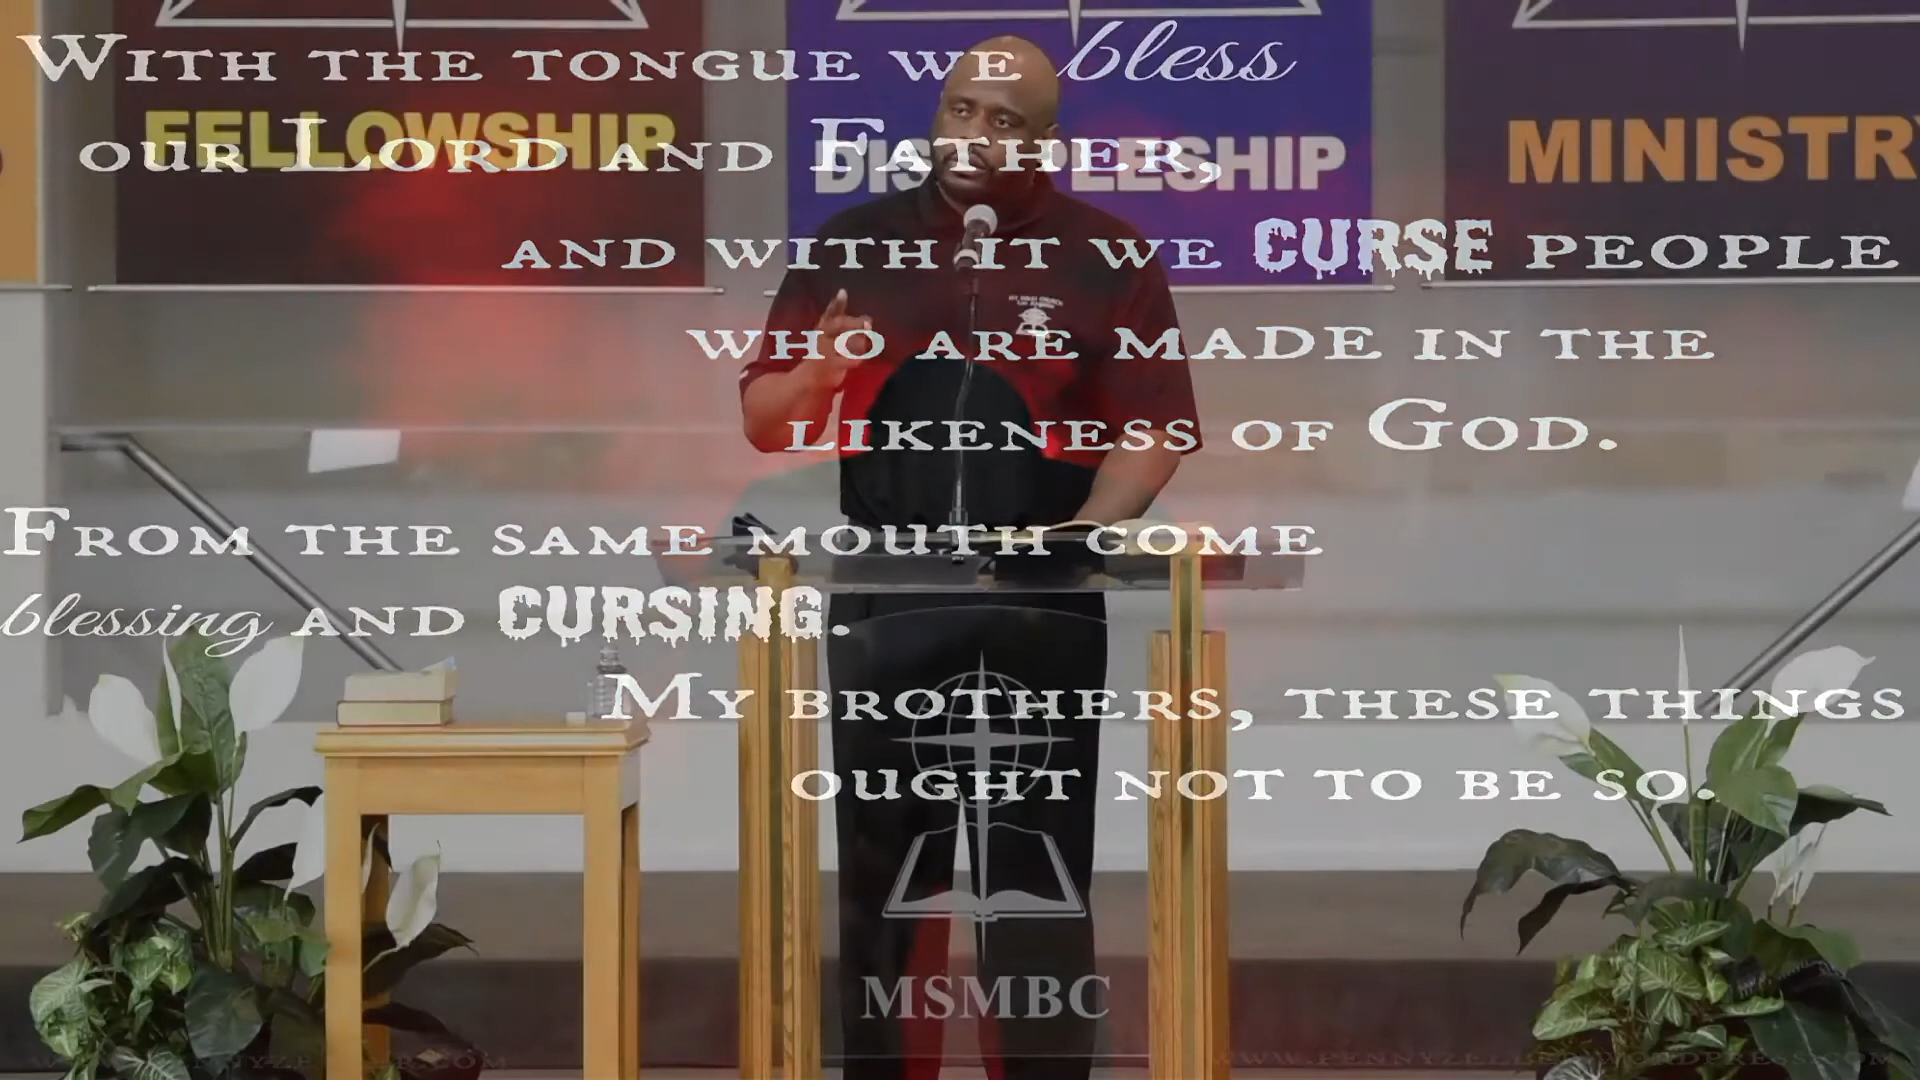 With the tongue we bless
our Lord and Father,
and with it we curse people
who are made in the
likeness of God.
From the same mouth come
blessing and cursing.
My brothers, these things
ought not to be so.
FELLOWSHIP
DISCIPLESHIP
MINISTR
MSMBC